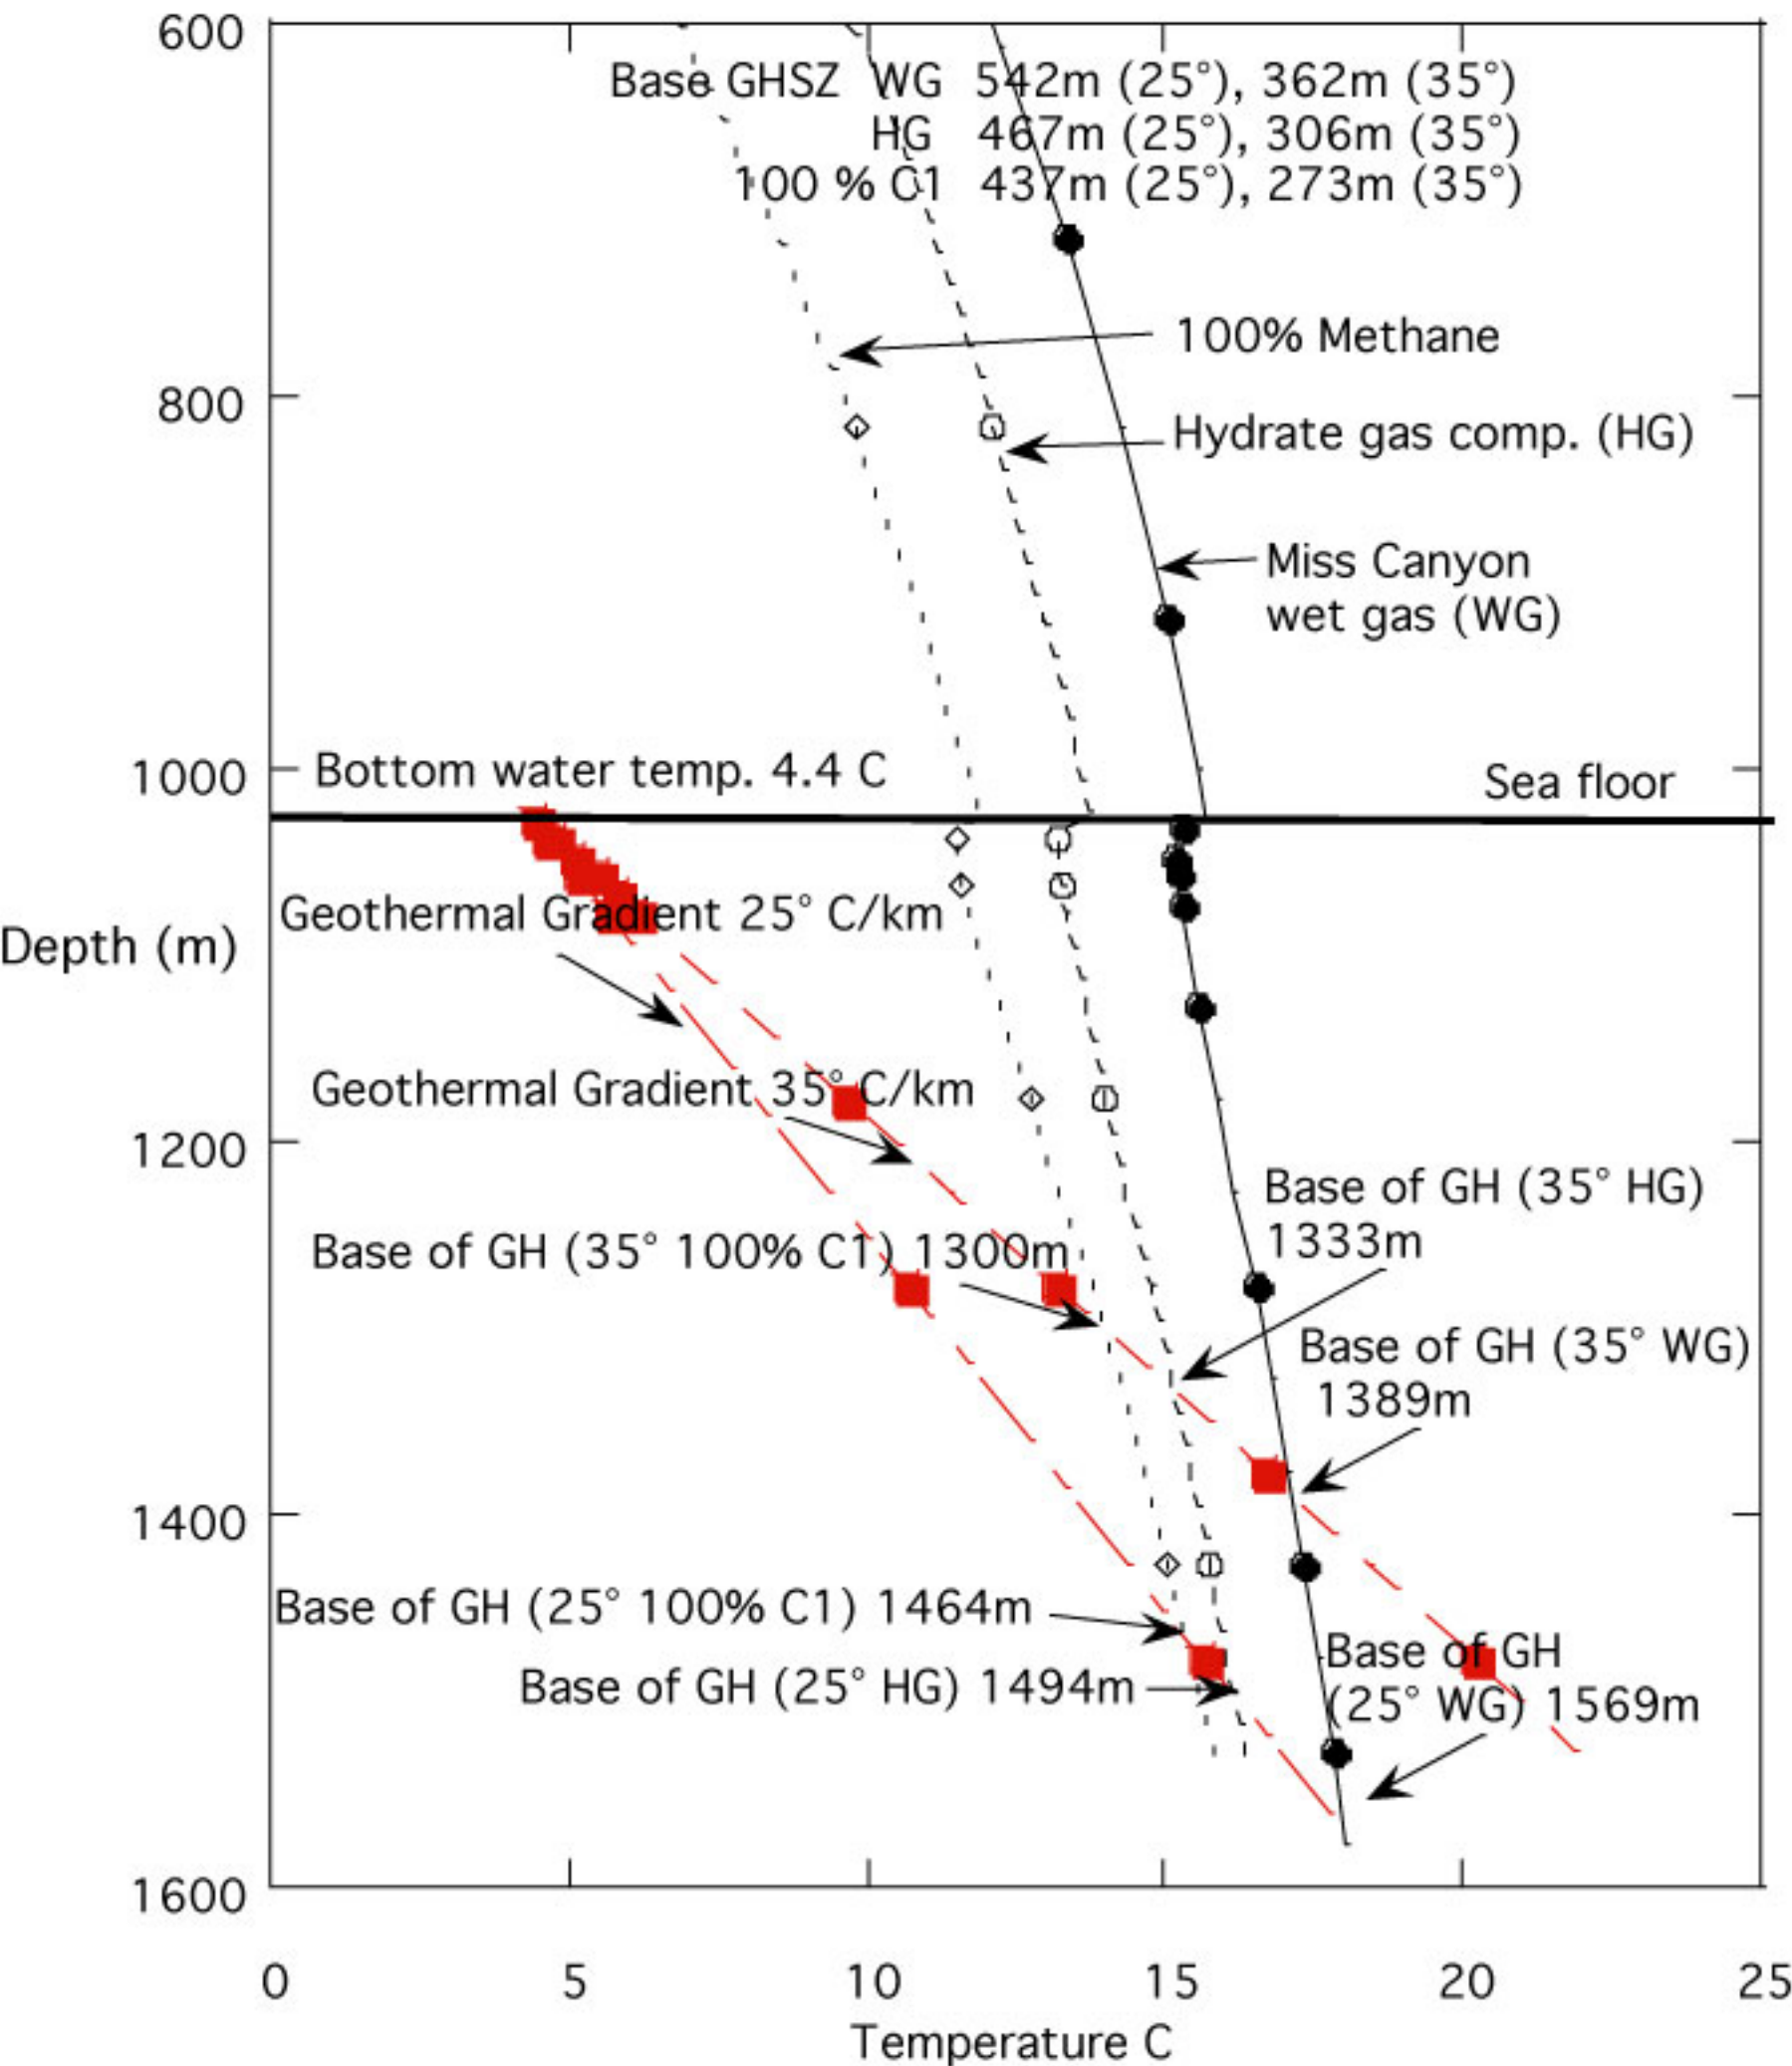 600
Base GHSZ WG 542m (25°), 362m (35°)
HG 467m (25°), 306m (35°)
100 % C1 437m (25°), 273m (35°)
100% Methane
800
Hydrate gas comp. (HG)
Miss Canyon
wet gas (WG)
1000
Bottom water temp. 4.4 C
Sea floor
Geothermal Gradient 25° C/km
Depth (m)
Geothermal Gradient 35° C/km
1200
Base of GH (35° HG)
1333m
Base of GH (35° 100% C1) 1300m
Base of GH (35° WG)
1389m
1400
Base of GH (25° 100% C1) 1464m
Base of GH
(25° WG) 1569m
Base of GH (25° HG) 1494m
1600
0 5 10 15 20 25
Temperature C